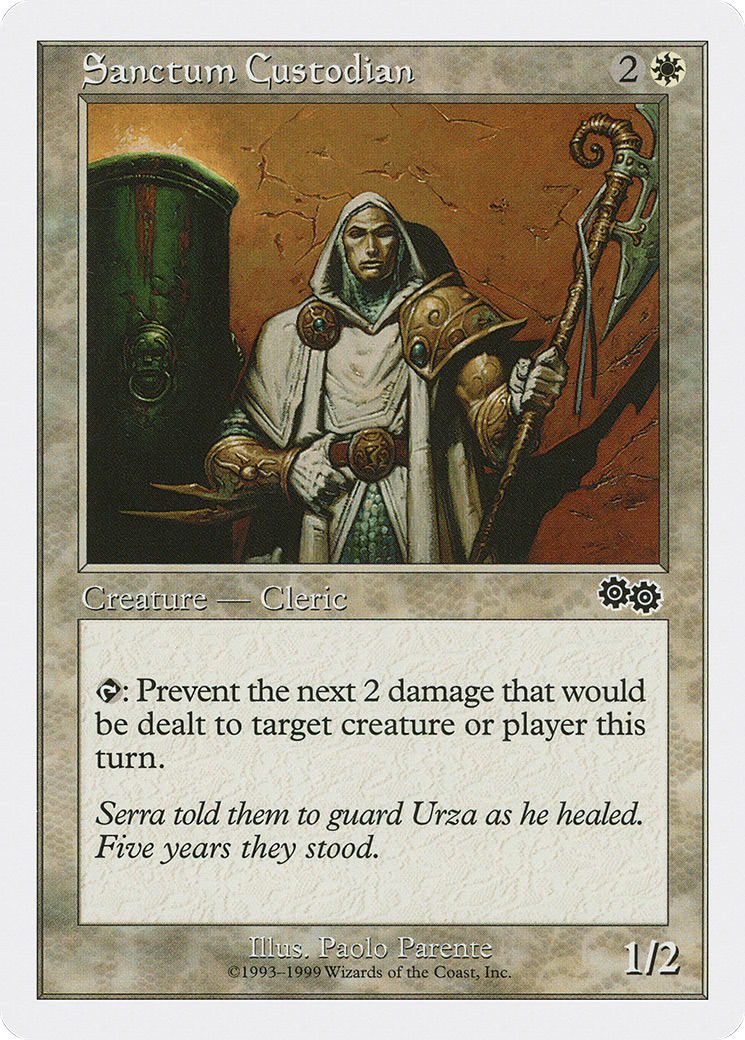 Sanctum Custodian 2
Creature — Cleric
: Prevent the next 2 damage that would
be dealt to target creature or player this
turn.
Serra told them to guard Urza as he healed.
Five years they stood.
Illus. Paolo Parente
©1993–1999 Wizards of the Coast, Inc.
1/2